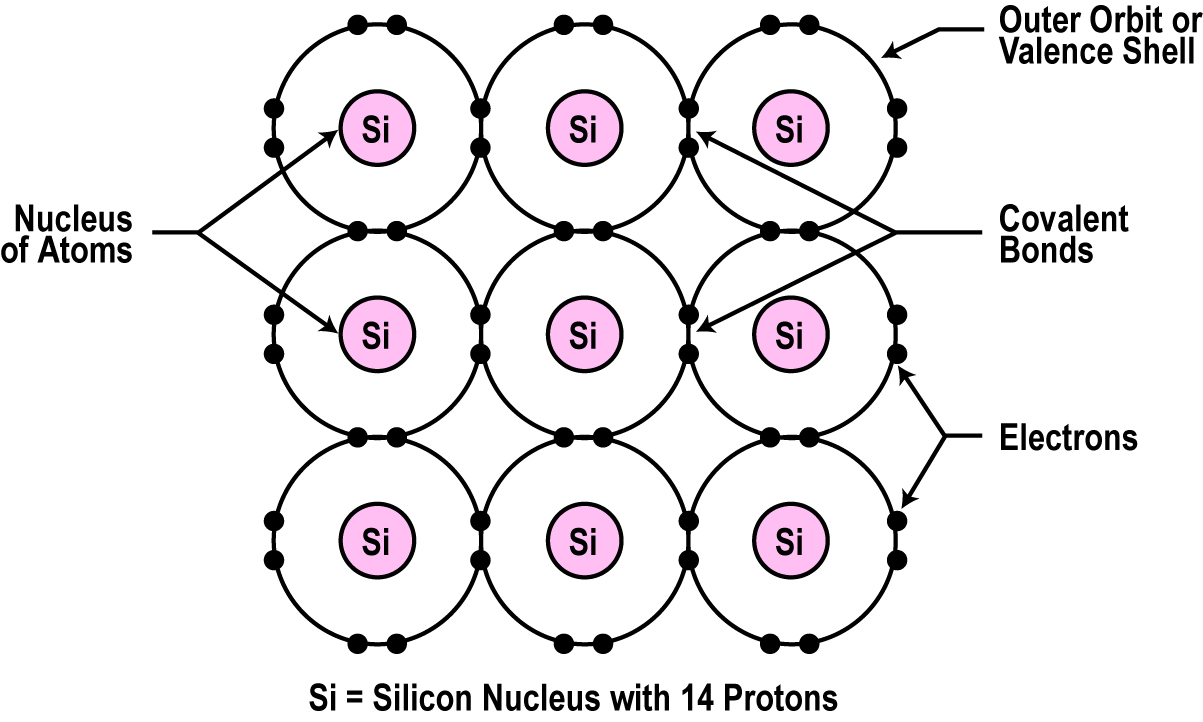 Outer Orbit or
Valence Shell
Si
Si
Si
Nucleus
of Atoms
Covalent
Bonds
Si
Si
Si
Electrons
Si
Si
Si
Si = Silicon Nucleus with 14 Protons